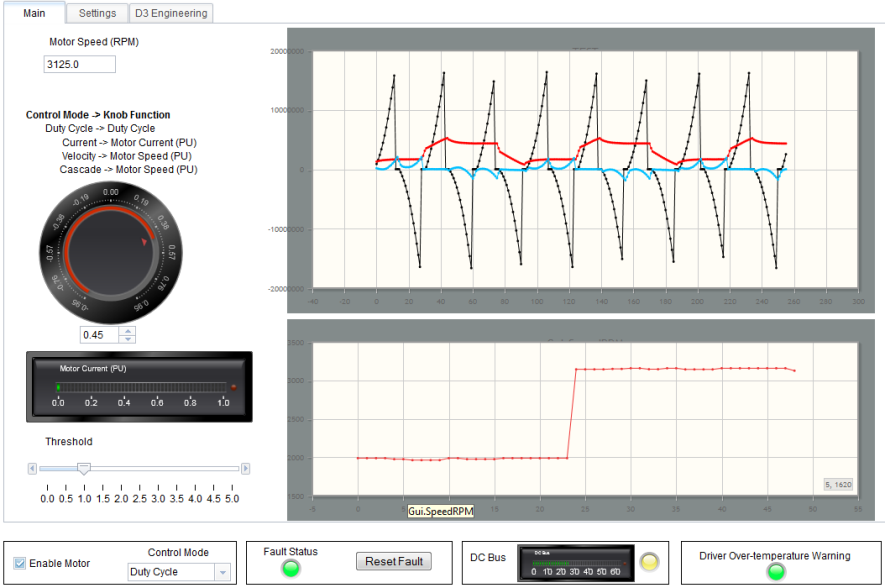 Main Settings D3 Engineering
Motor Speed (RPM)
3125.0
Control Mode -> Knob Function
Duty Cycle -> Duty Cycle
Current -> Motor Current (PU)
Velocity -> Motor Speed (PU)
Cascade -> Motor Speed (PU)
-0.95 -0.76 -0.57 -0.38 -0.19 0.00 0.19 0.38 0.57 0.76 0.95
0.45
Motor Current (PU)
0.0 0.2 0.4 0.6 0.8 1.0
Threshold
0.0 0.5 1.0 1.5 2.0 2.5 3.0 3.5 4.0 4.5 5.0
20000000
10000000
0
-10000000
-20000000
-40 -20 0 20 40 60 80 100 120 140 160 180 200 220 240 260 280 300
3500
3000
2500
2000
1500
5, 1620
-5 0 5 10 15 20 25 30 35 40 45 50 55
Gui.SpeedRPM
Enable Motor
Control Mode
Duty Cycle
Fault Status
Reset Fault
DC Bus
DC Bus
0 10 20 30 40 50 60
Driver Over-temperature Warning